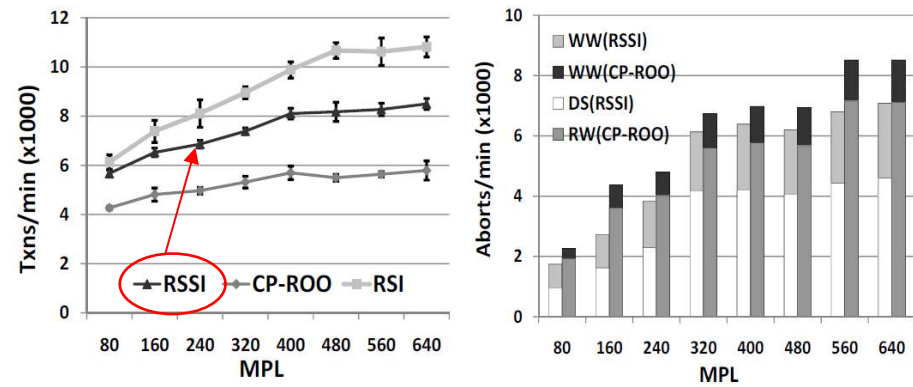 Txns/min (x1000)
12
10
8
6
4
2
0
RSSI CP-ROO RSI
80 160 240 320 400 480 560 640
MPL
Aborts/min (x1000)
10
8
6
4
2
0
WW(RSSI)
WW(CP-ROO)
DS(RSSI)
RW(CP-ROO)
80 160 240 320 400 480 560 640
MPL